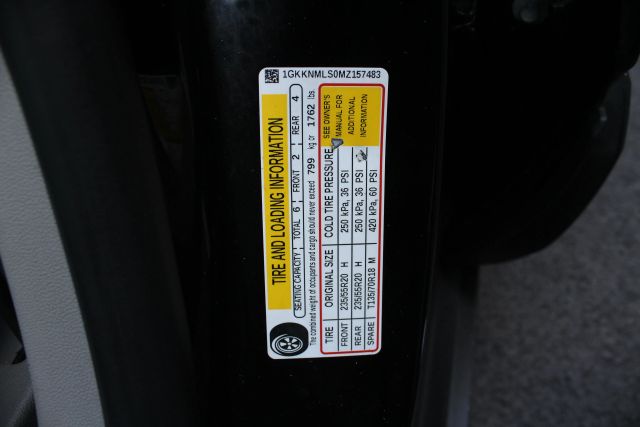 1GKKNMLS0MZ157483
TIRE AND LOADING INFORMATION
SEATING CAPACITY TOTAL 6 FRONT 2 REAR 4
The combined weight of occupants and cargo should never exceed 799 kg or 1762 lbs.
TIRE ORIGINAL SIZE COLD TIRE PRESSURE
FRONT 235/55R20 H 250 kPa, 36 PSI
REAR 235/55R20 H 250 kPa, 36 PSI
SPARE T135/70R18 M 420 kPa, 60 PSI
SEE OWNER'S
MANUAL FOR
ADDITIONAL
INFORMATION